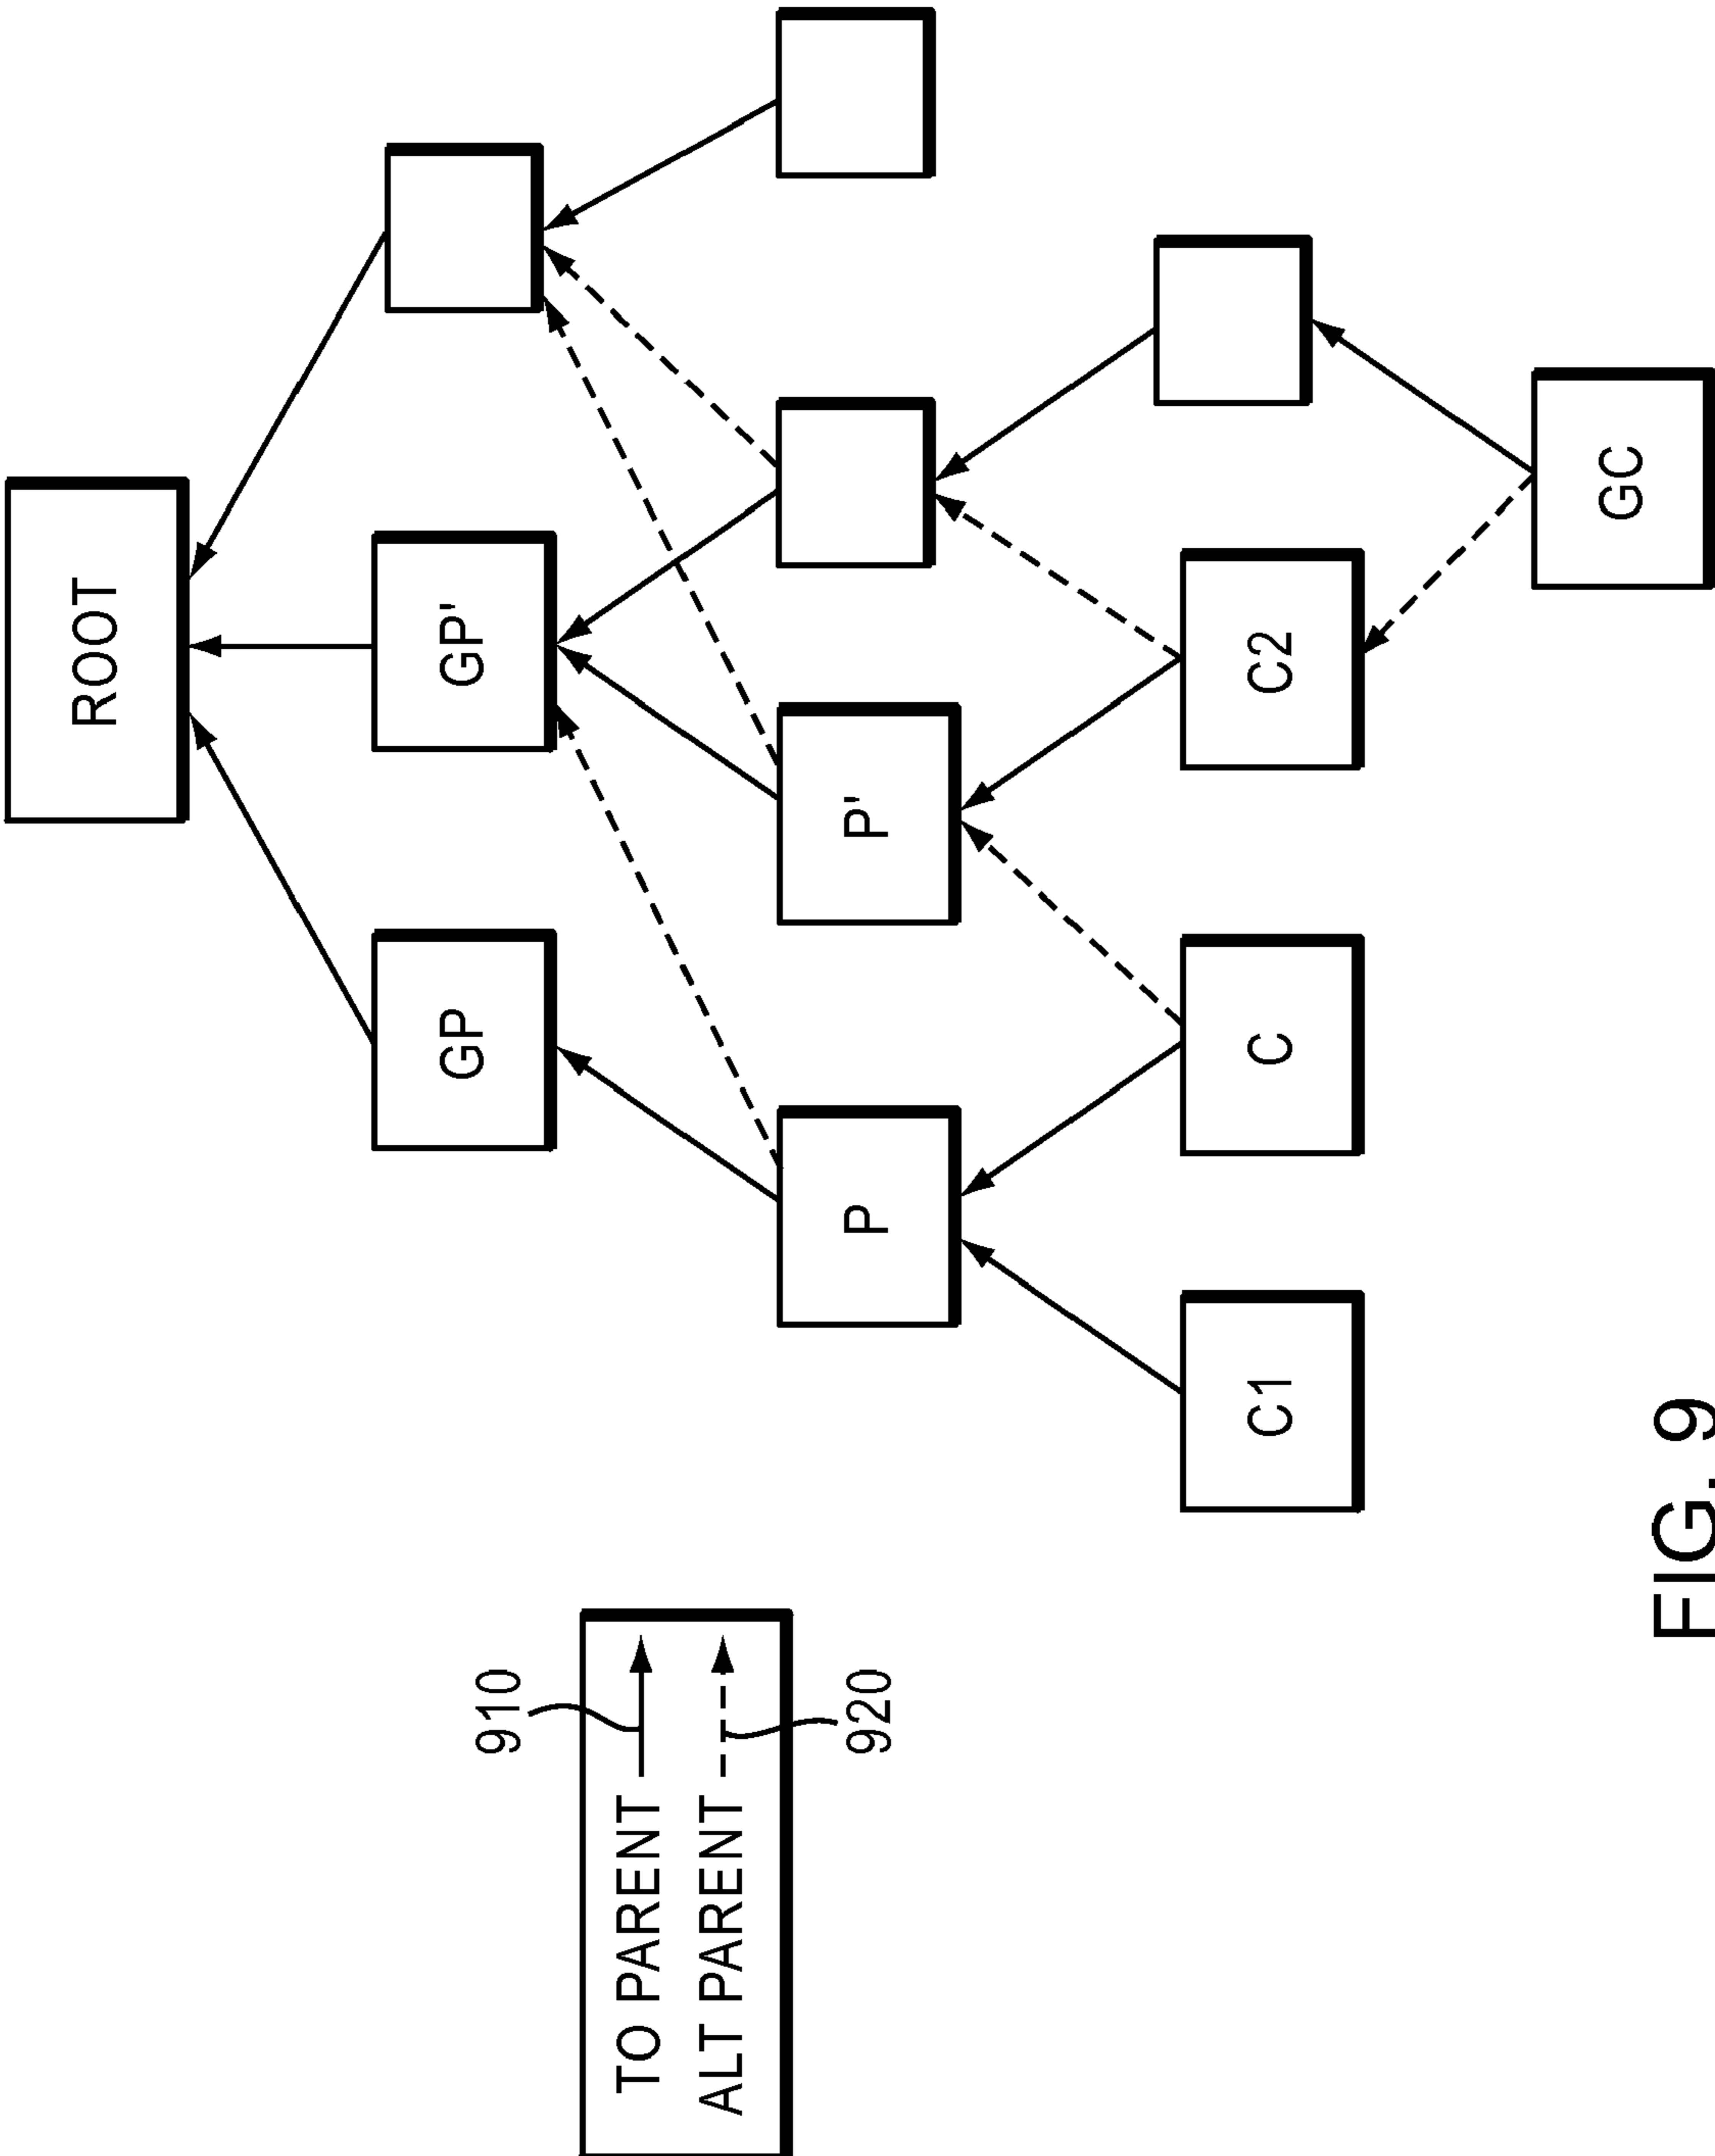 ROOT
GP
GP'
P
P'
C1
C
C2
GC
910
TO PARENT
ALT PARENT
920
FIG. 9